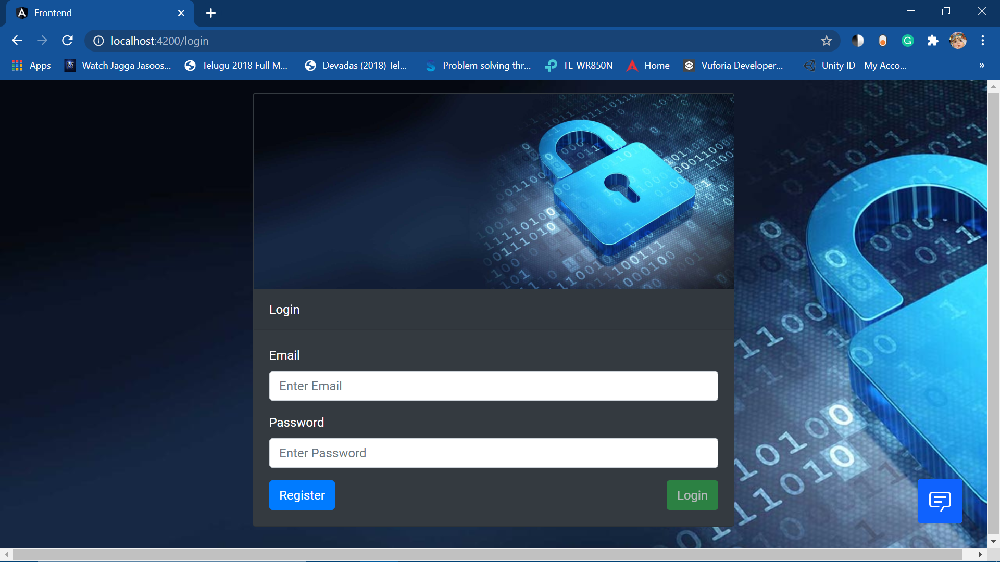 Frontend
localhost:4200/login
Apps
Watch Jagga Jasoos...
Telugu 2018 Full M...
Devadas (2018) Tel...
Problem solving thr...
TL-WR850N
Home
Vuforia Developer...
Unity ID - My Acco...
»
Login
Email
Enter Email
Password
Enter Password
Register
Login